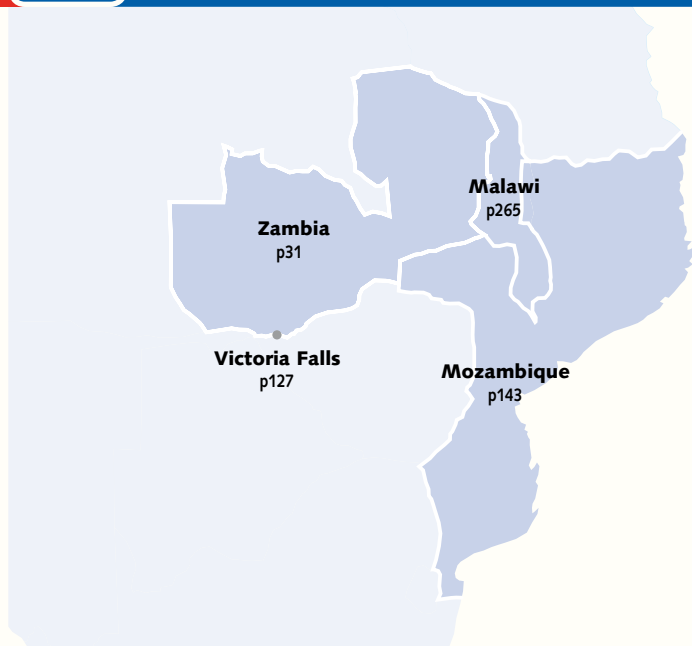 Malawi
p265
Zambia
p31
Victoria Falls
p127
Mozambique
p143